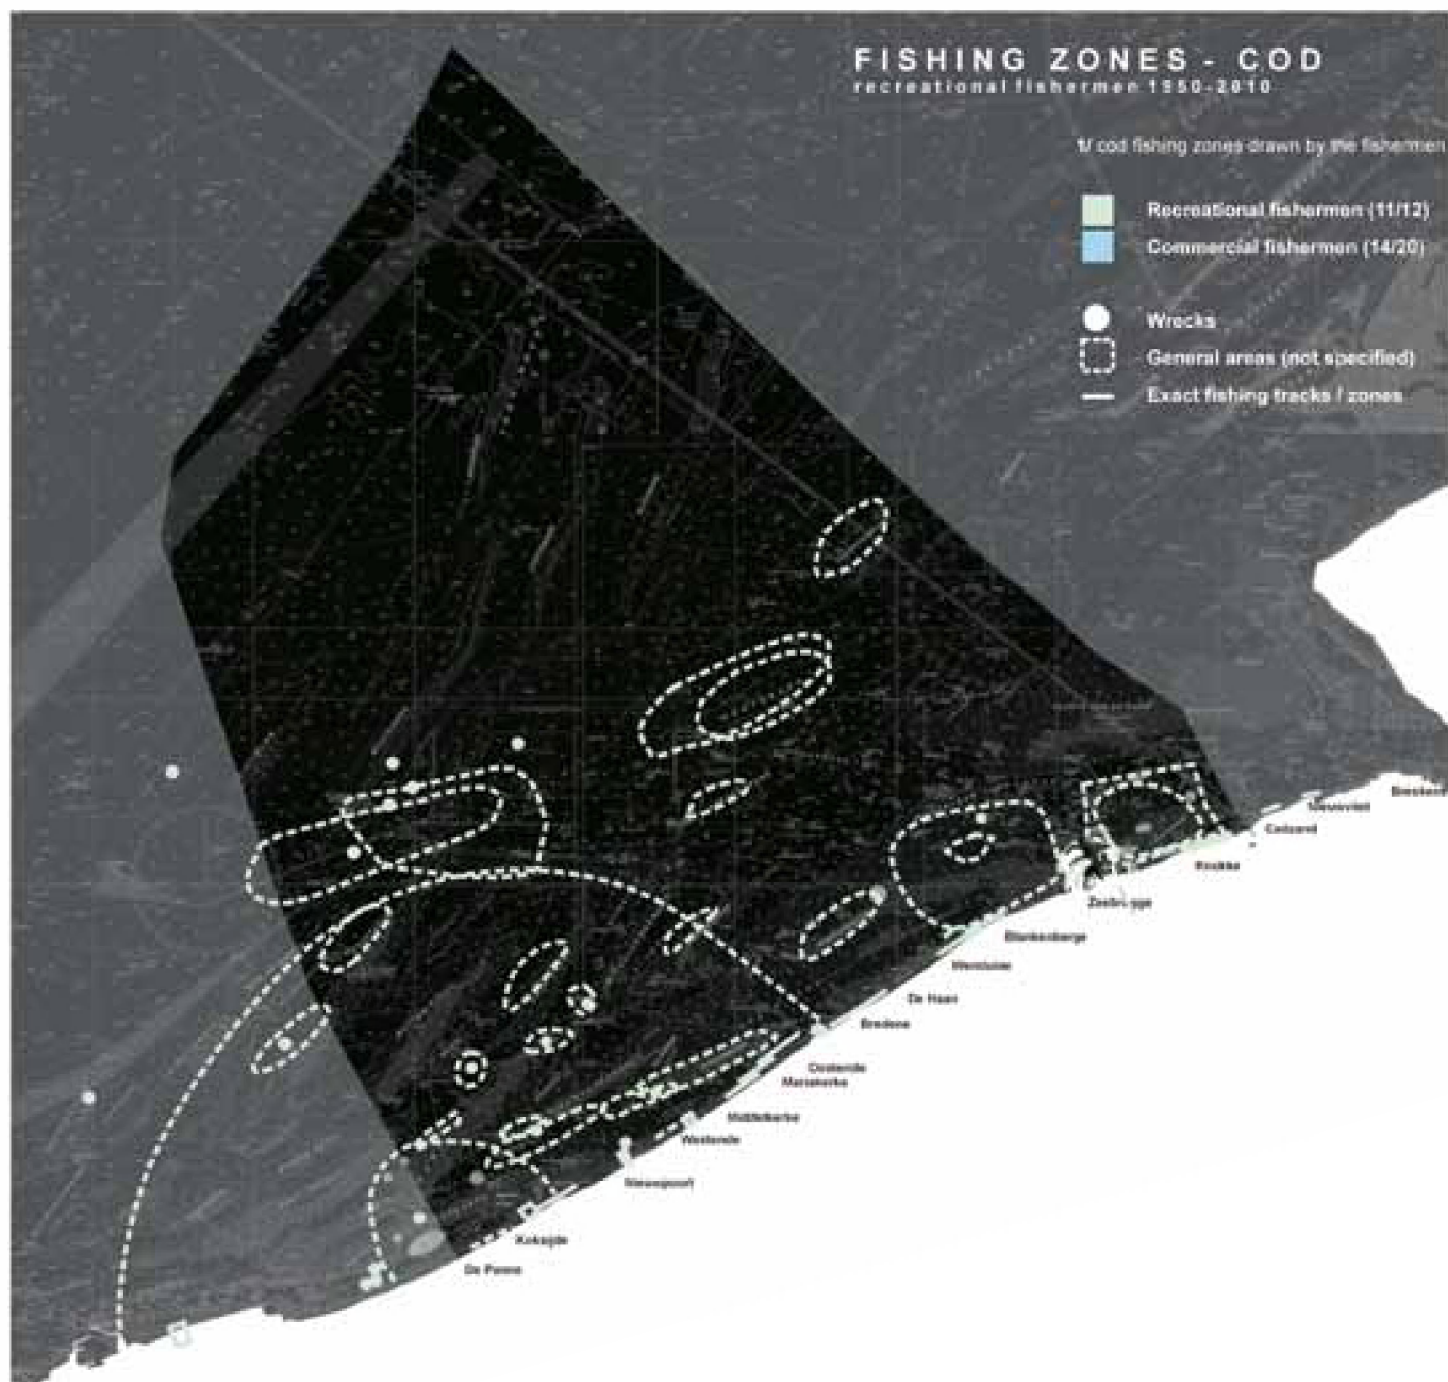 FISHING ZONES - COD
recreational fishermen 1950-2010
cod fishing zones drawn by the fishermen
Recreational fishermen (11/12)
Commercial fishermen (14/20)
Wrecks
General areas (not specified)
Exact fishing tracks / zones
Nieuwvliet
Cadzand
Knokke
Zeebrugge
Blankenberge
Wenduine
De Haan
Bredene
Oostende
Mariakerke
Middelkerke
Westende
Nieuwpoort
Koksijde
De Panne